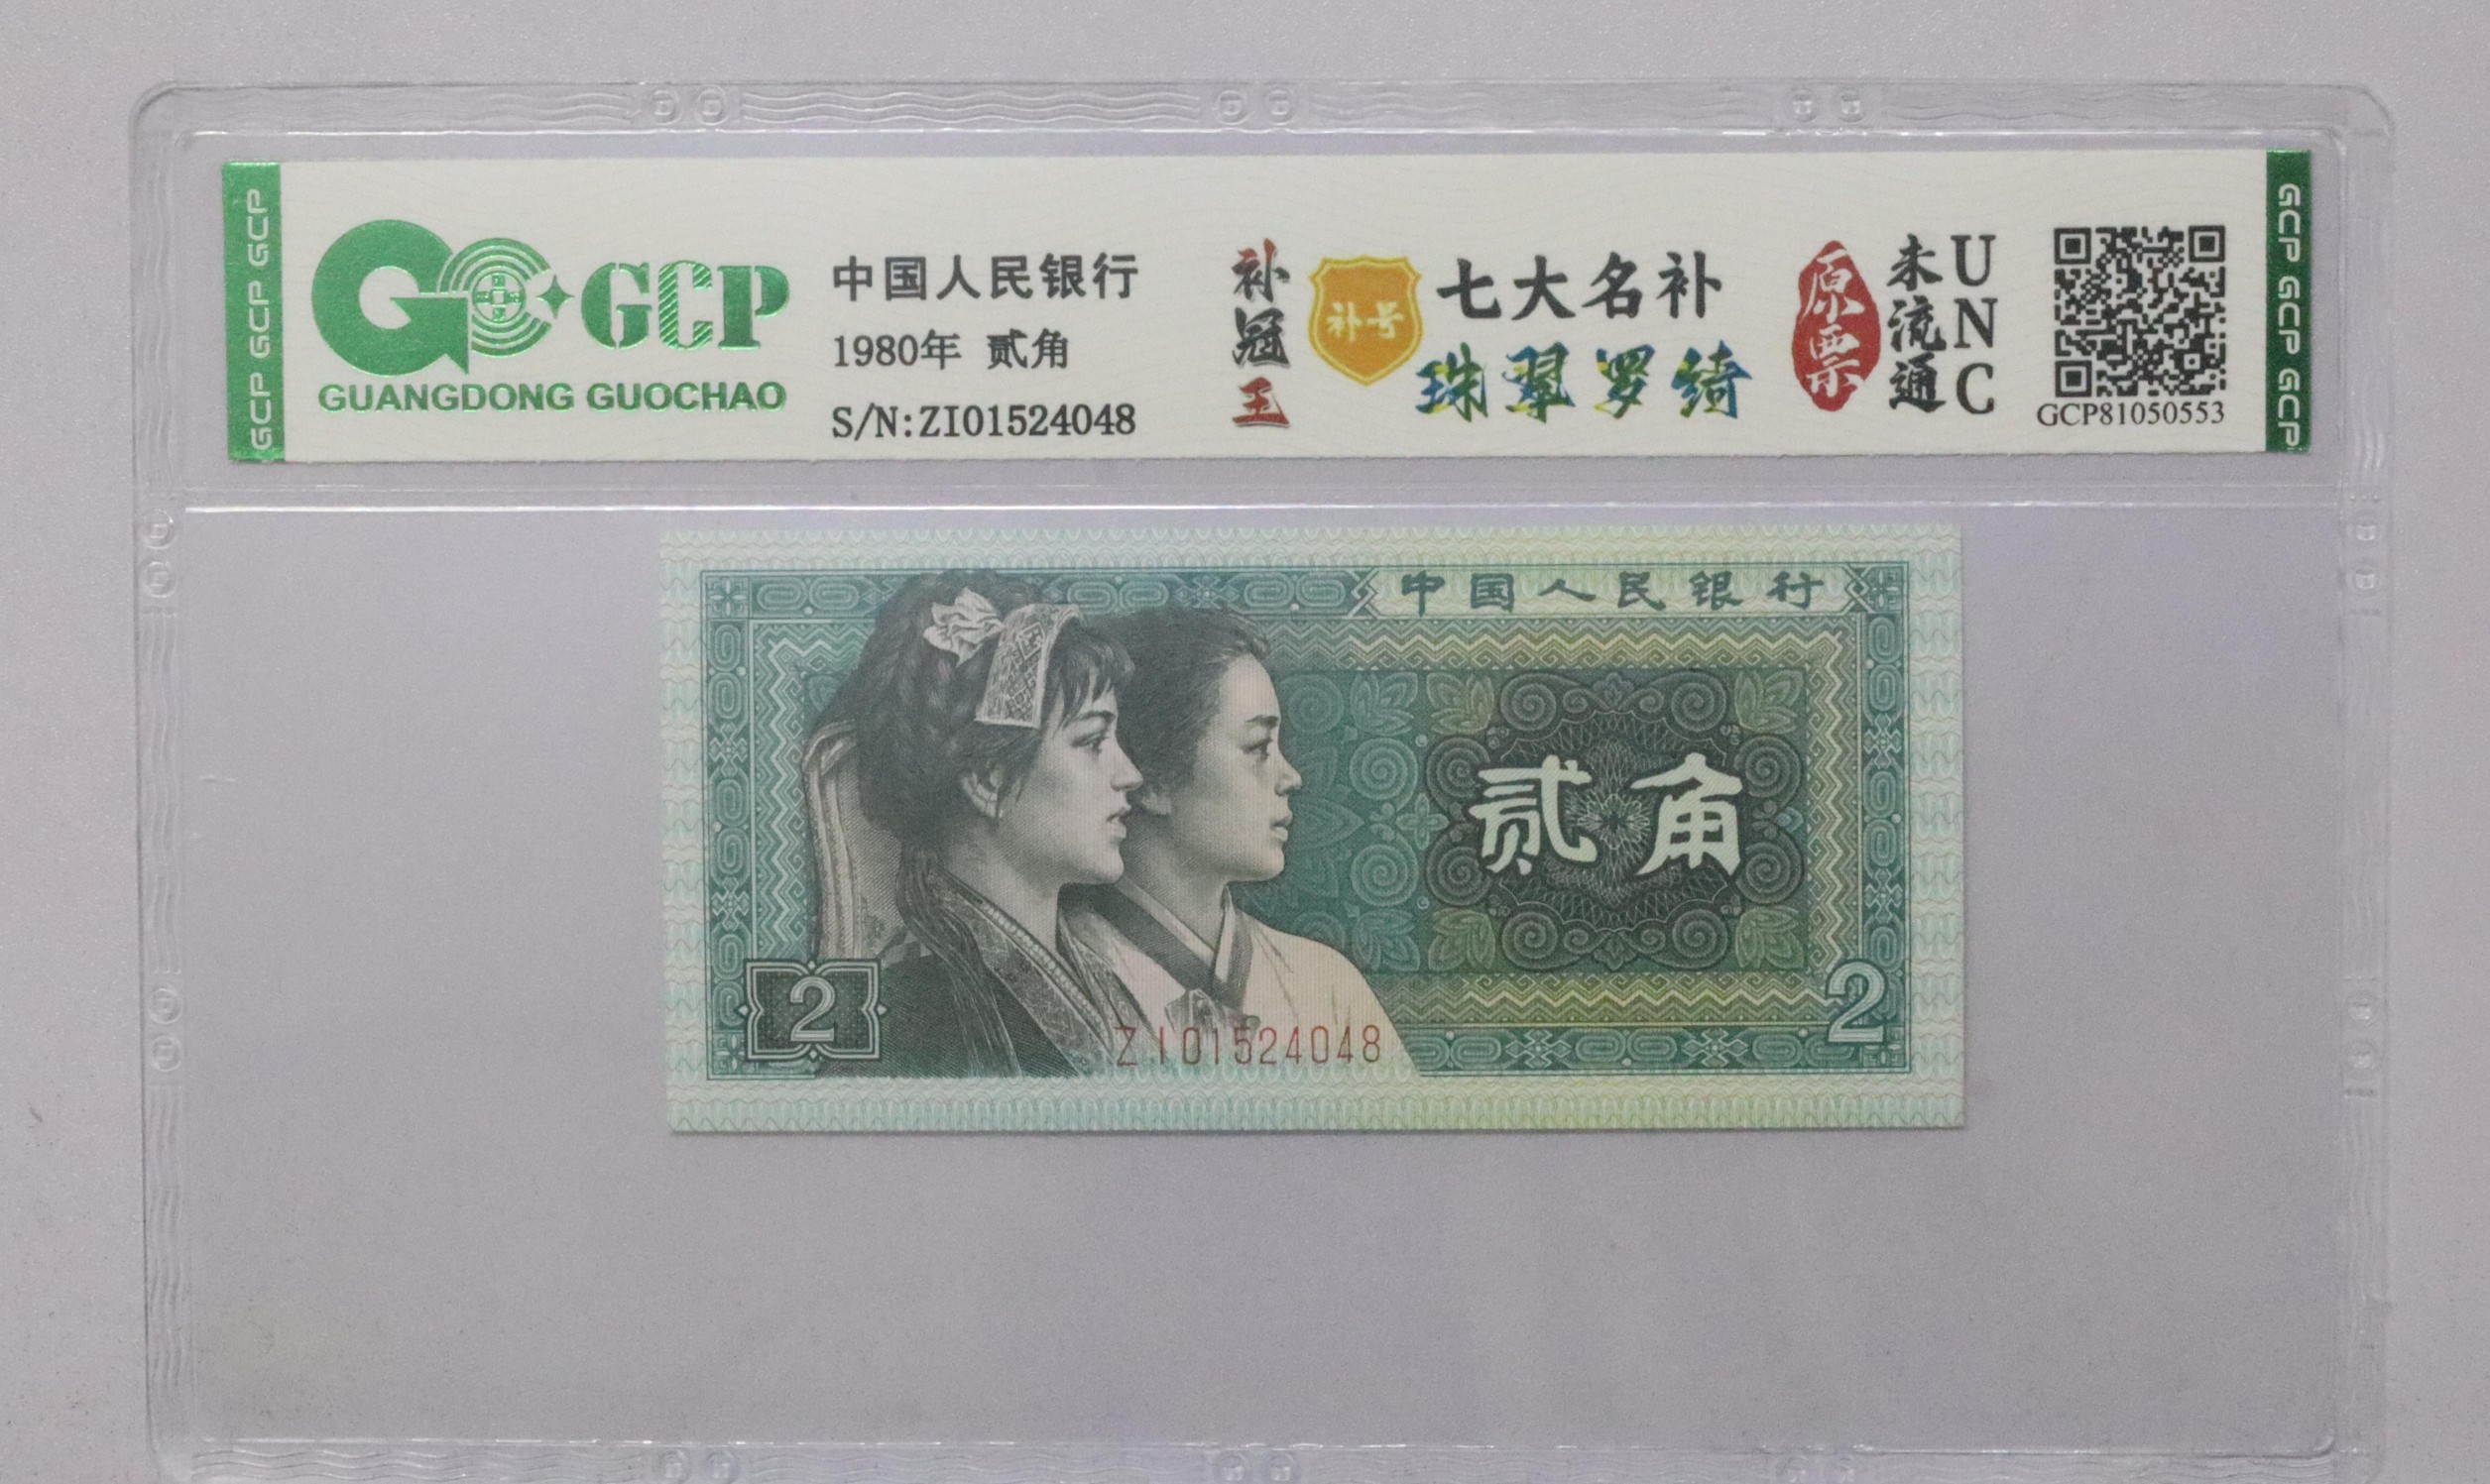 GCP GCP GCP
GCP
GUANGDONG GUOCHAO
中国人民银行
1980年 贰角
S/N:ZI01524048
补冠王
补号
七大名补
珠翠罗绮
原票
未流通
UNC
GCP81050553
GCP GCP GCP
中国人民银行
贰角
2
2
ZI01524048